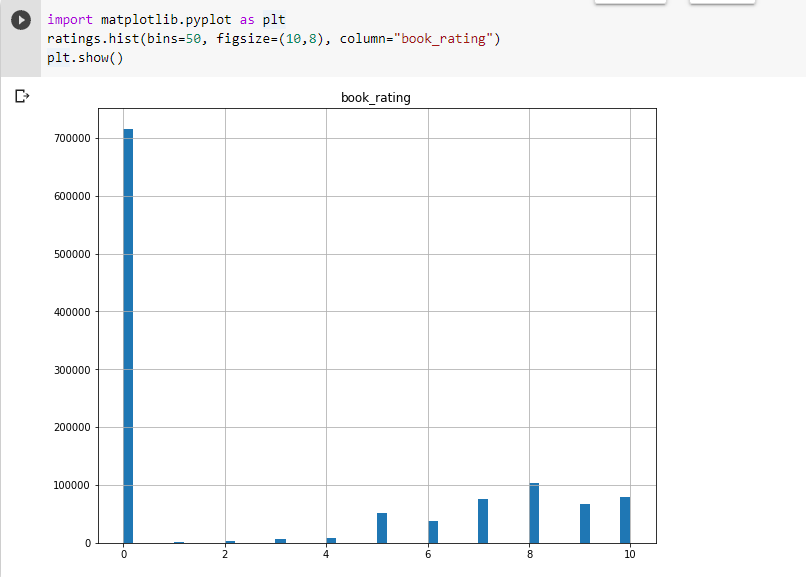 import matplotlib.pyplot as plt
ratings.hist(bins=50, figsize=(10,8), column="book_rating")
plt.show()
book_rating
700000
600000
500000
400000
300000
200000
100000
0
0 2 4 6 8 10